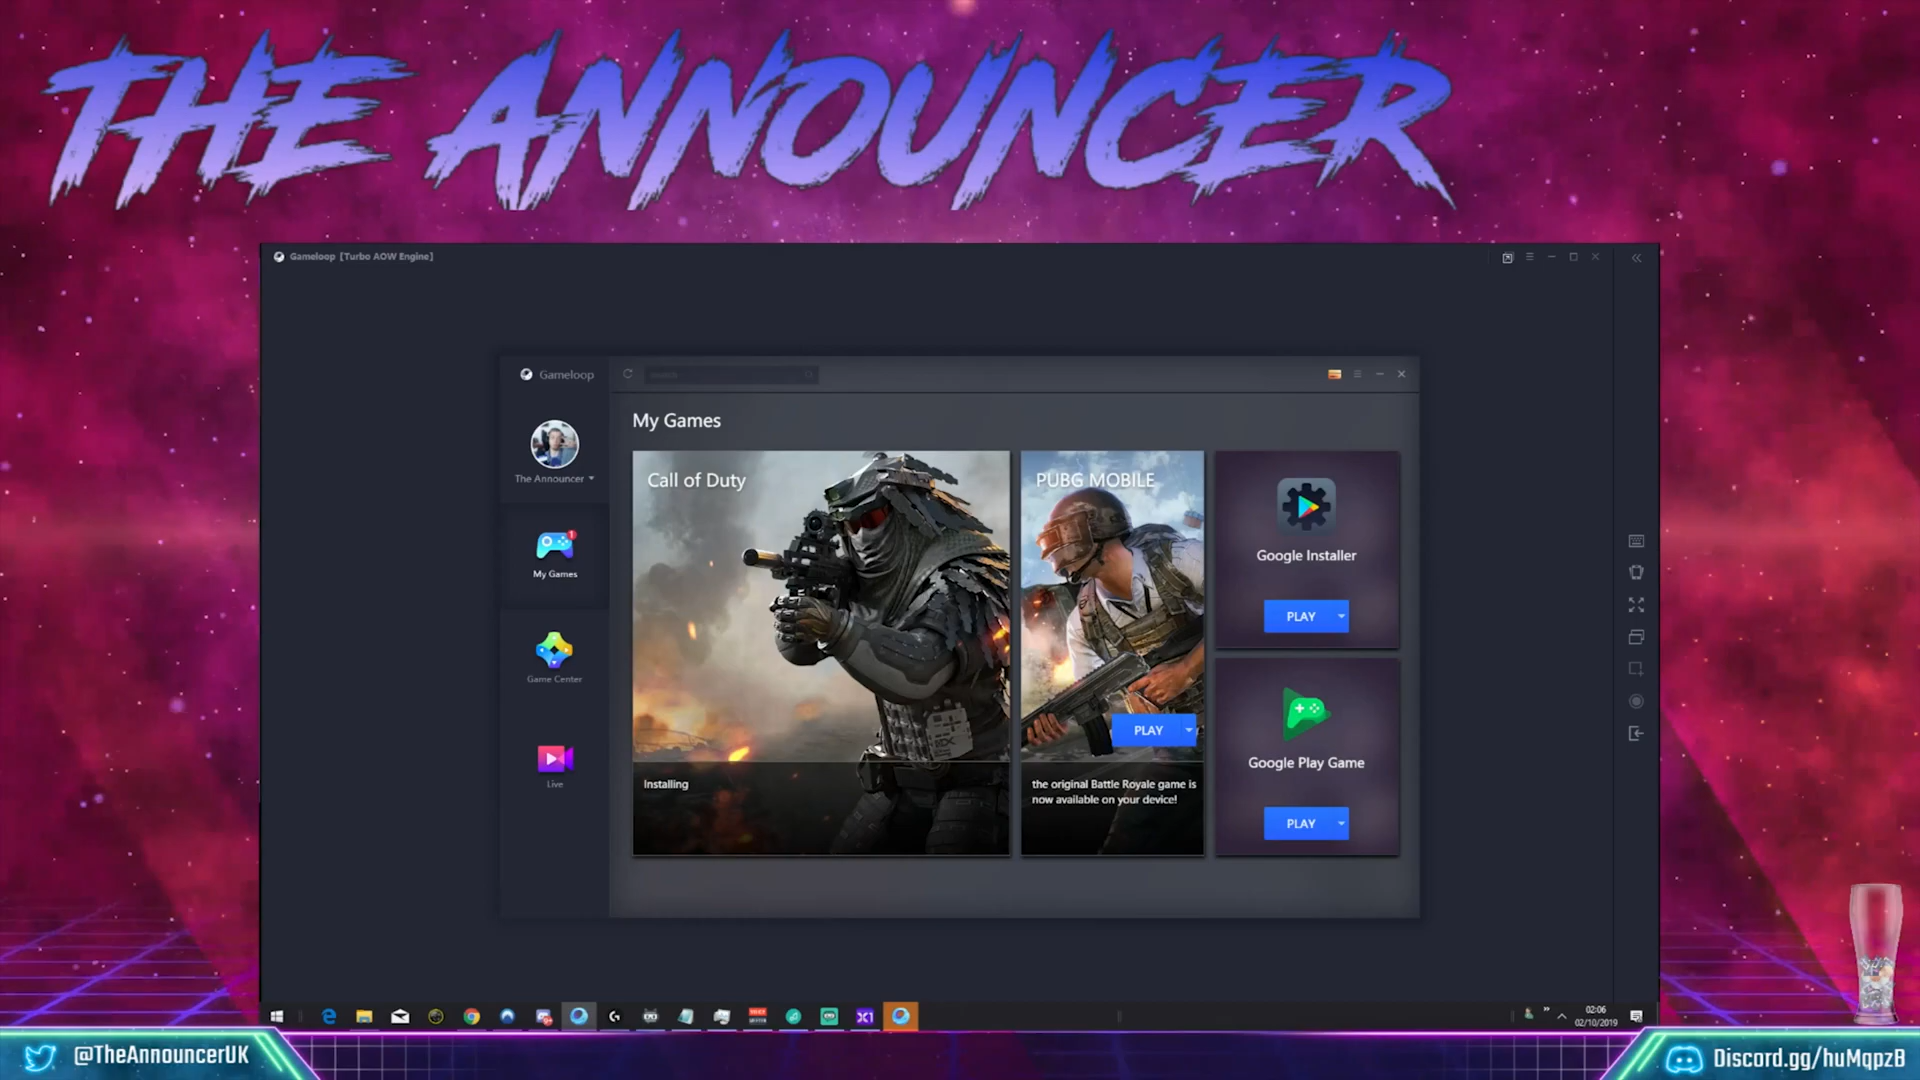 THE ANNOUNCER
Gameloop [Turbo AOW Engine]
Gameloop
My Games
The Announcer
Call of Duty
PUBG MOBILE
Google Installer
PLAY
1
My Games
Game Center
PLAY
Google Play Game
Live
Installing
the original Battle Royale game is
now available on your device!
PLAY
02:06
02/10/2019
@TheAnnouncerUK
Discord.gg/huMqpzB